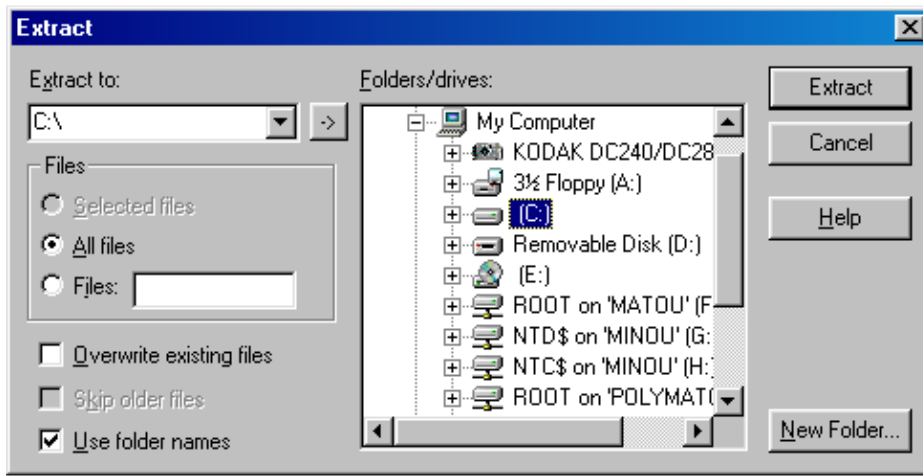 Extract
Extract to:
C:\
->
Files
Selected files
All files
Files:
Overwrite existing files
Skip older files
Use folder names
Folders/drives:
My Computer
KODAK DC240/DC28
3½ Floppy (A:)
(C:)
Removable Disk (D:)
(E:)
ROOT on 'MATOU' (F
NTD$ on 'MINOU' (G:
NTC$ on 'MINOU' (H:
ROOT on 'POLYMAT(
Extract
Cancel
Help
New Folder...